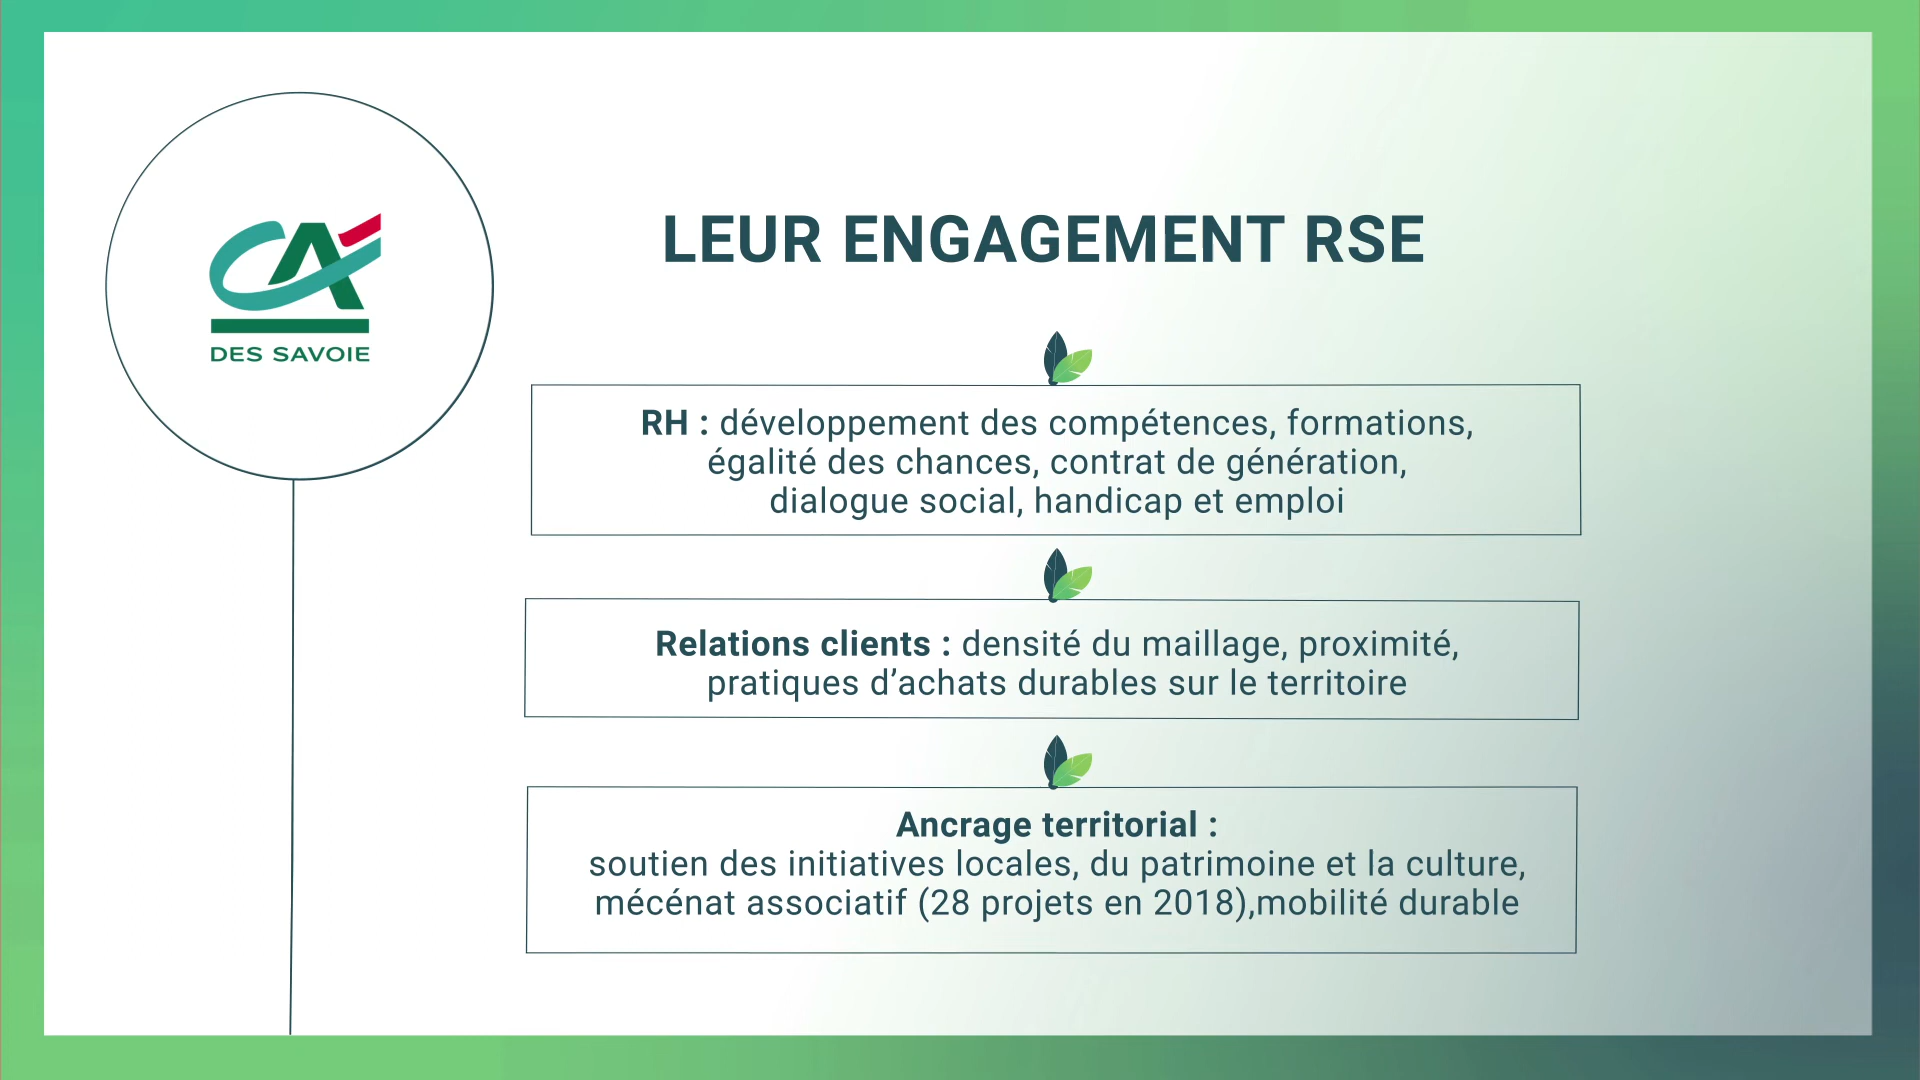 CA
DES SAVOIE
LEUR ENGAGEMENT RSE
RH : développement des compétences, formations,
égalité des chances, contrat de génération,
dialogue social, handicap et emploi
Relations clients : densité du maillage, proximité,
pratiques d’achats durables sur le territoire
Ancrage territorial :
soutien des initiatives locales, du patrimoine et la culture,
mécénat associatif (28 projets en 2018),mobilité durable